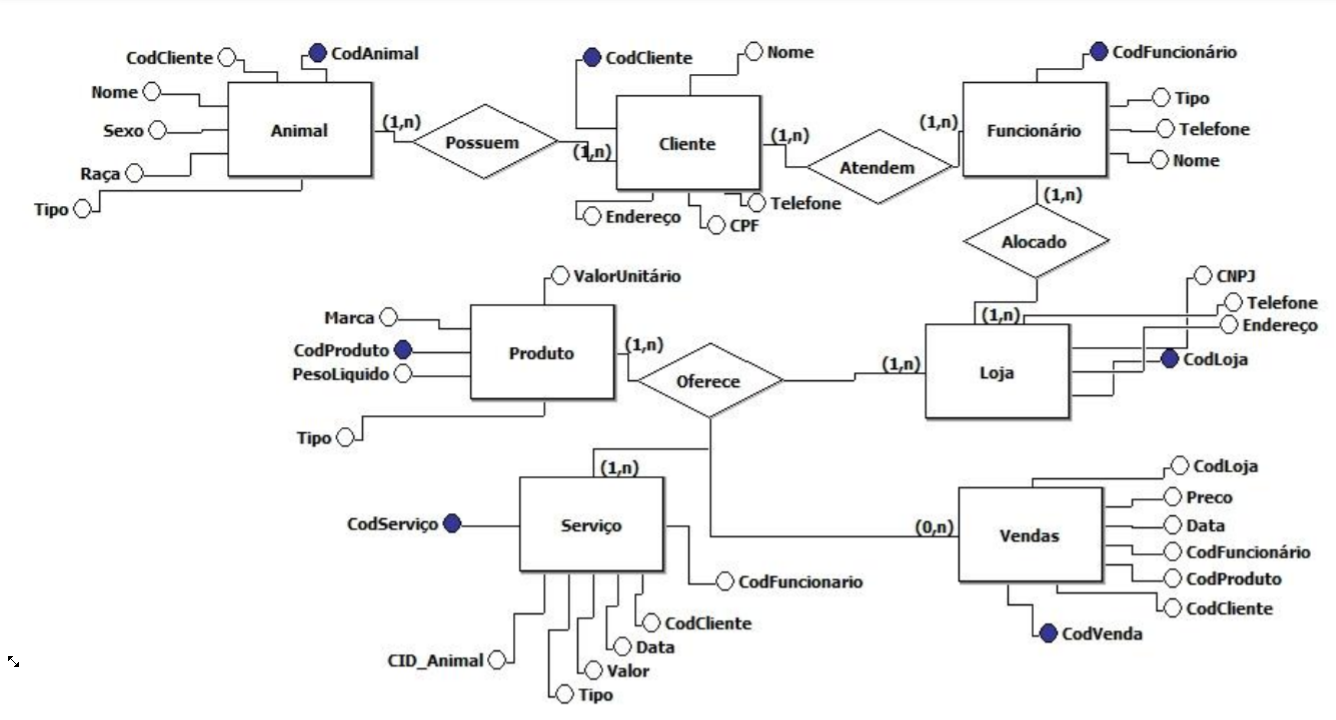 CodCliente
CodAnimal
Nome
Sexo
Raça
Tipo
Animal
(1,n)
Possuem
(1,n)
CodCliente
Nome
Cliente
Endereço
CPF
Telefone
(1,n)
Atendem
(1,n)
CodFuncionário
Funcionário
Tipo
Telefone
Nome
(1,n)
Alocado
(1,n)
CNPJ
Telefone
Endereço
CodLoja
Loja
ValorUnitário
Marca
CodProduto
PesoLiquido
Tipo
Produto
(1,n)
Oferece
(1,n)
(1,n)
CodServiço
Serviço
CodFuncionario
CodCliente
Data
Valor
Tipo
CID_Animal
(0,n)
Vendas
CodLoja
Preco
Data
CodFuncionário
CodProduto
CodCliente
CodVenda